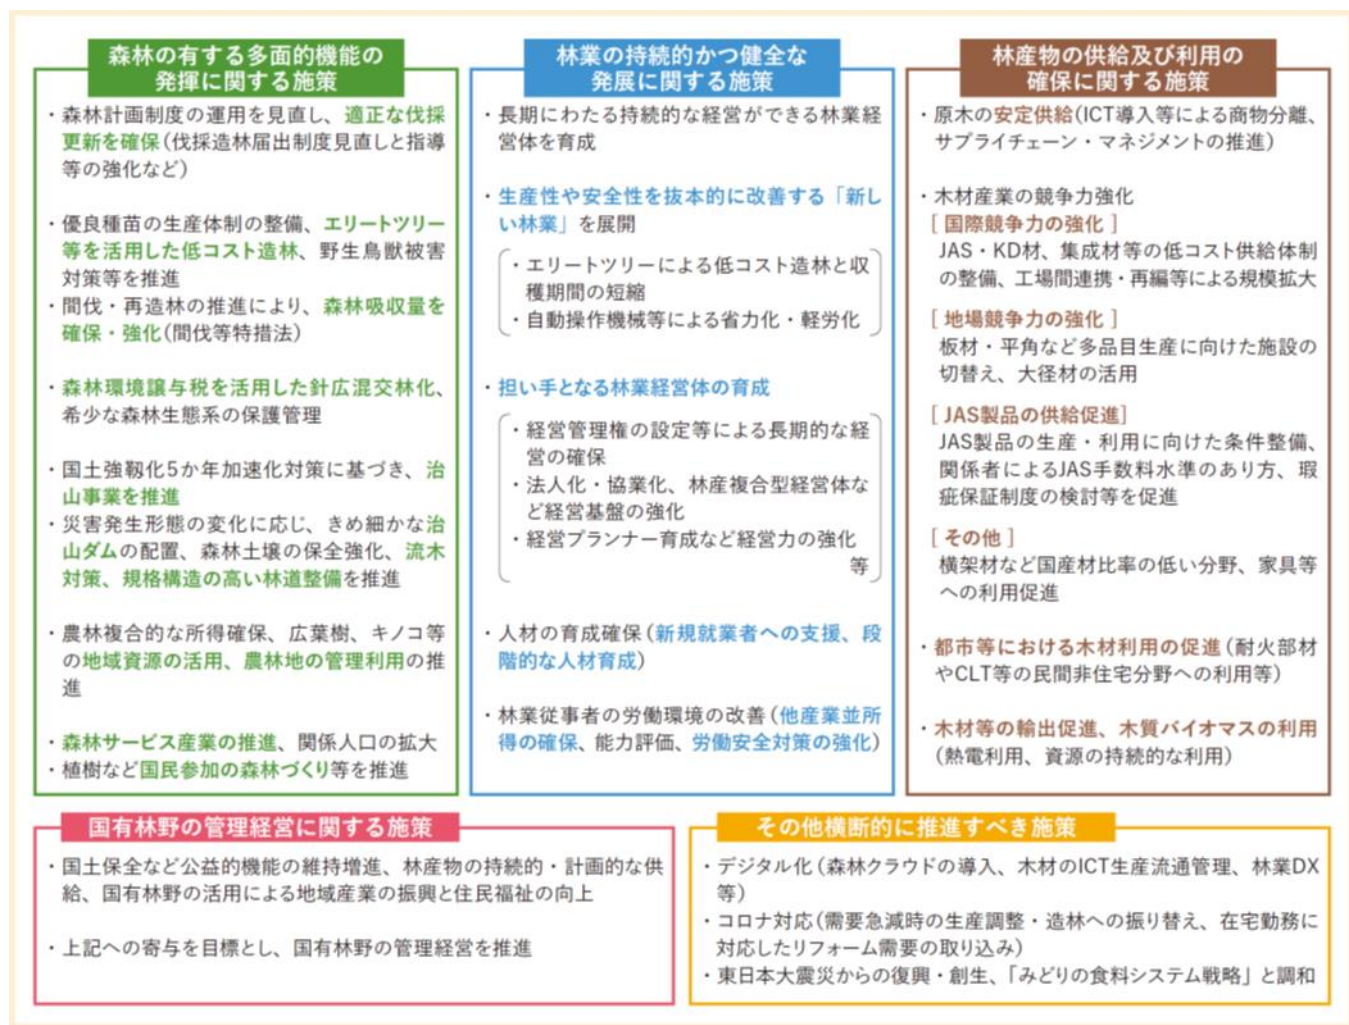 森林の有する多面的機能の
発揮に関する施策
・森林計画制度の運用を見直し、適正な伐採
更新を確保(伐採造林届出制度見直しと指導
等の強化など)
・優良種苗の生産体制の整備、エリートツリー
等を活用した低コスト造林、野生鳥獣被害
対策等を推進
・間伐・再造林の推進により、森林吸収量を
確保・強化(間伐等特措法)
・森林環境譲与税を活用した針広混交林化、
希少な森林生態系の保護管理
・国土強靱化5か年加速化対策に基づき、治
山事業を推進
・災害発生形態の変化に応じ、きめ細かな治
山ダムの配置、森林土壌の保全強化、流木
対策、規格構造の高い林道整備を推進
・農林複合的な所得確保、広葉樹、キノコ等
の地域資源の活用、農林地の管理利用の推
進
・森林サービス産業の推進、関係人口の拡大
・植樹など国民参加の森林づくり等を推進
林業の持続的かつ健全な
発展に関する施策
・長期にわたる持続的な経営ができる林業経
営体を育成
・生産性や安全性を抜本的に改善する「新し
い林業」を展開
・エリートツリーによる低コスト造林と収
穫期間の短縮
・自動操作機械等による省力化・軽労化
・担い手となる林業経営体の育成
・経営管理権の設定等による長期的な経
営の確保
・法人化・協業化、林産複合型経営体な
ど経営基盤の強化
・経営プランナー育成など経営力の強化
等
・人材の育成確保(新規就業者への支援、段
階的な人材育成)
・林業従事者の労働環境の改善(他産業並所
得の確保、能力評価、労働安全対策の強化)
林産物の供給及び利用の
確保に関する施策
・原木の安定供給(ICT導入等による商物分離、
サプライチェーン・マネジメントの推進)
・木材産業の競争力強化
[ 国際競争力の強化 ]
JAS・KD材、集成材等の低コスト供給体制
の整備、工場間連携・再編等による規模拡大
[ 地場競争力の強化 ]
板材・平角など多品目生産に向けた施設の
切替え、大径材の活用
[ JAS製品の供給促進]
JAS製品の生産・利用に向けた条件整備、
関係者によるJAS手数料水準のあり方、瑕
疵保証制度の検討等を促進
[ その他 ]
横架材など国産材比率の低い分野、家具等
への利用促進
・都市等における木材利用の促進(耐火部材
やCLT等の民間非住宅分野への利用等)
・木材等の輸出促進、木質バイオマスの利用
(熱電利用、資源の持続的な利用)
国有林野の管理経営に関する施策
・国土保全など公益的機能の維持増進、林産物の持続的・計画的な供
給、国有林野の活用による地域産業の振興と住民福祉の向上
・上記への寄与を目標とし、国有林野の管理経営を推進
その他横断的に推進すべき施策
・デジタル化(森林クラウドの導入、木材のICT生産流通管理、林業DX
等)
・コロナ対応(需要急減時の生産調整・造林への振り替え、在宅勤務に
対応したリフォーム需要の取り込み)
・東日本大震災からの復興・創生、「みどりの食料システム戦略」と調和